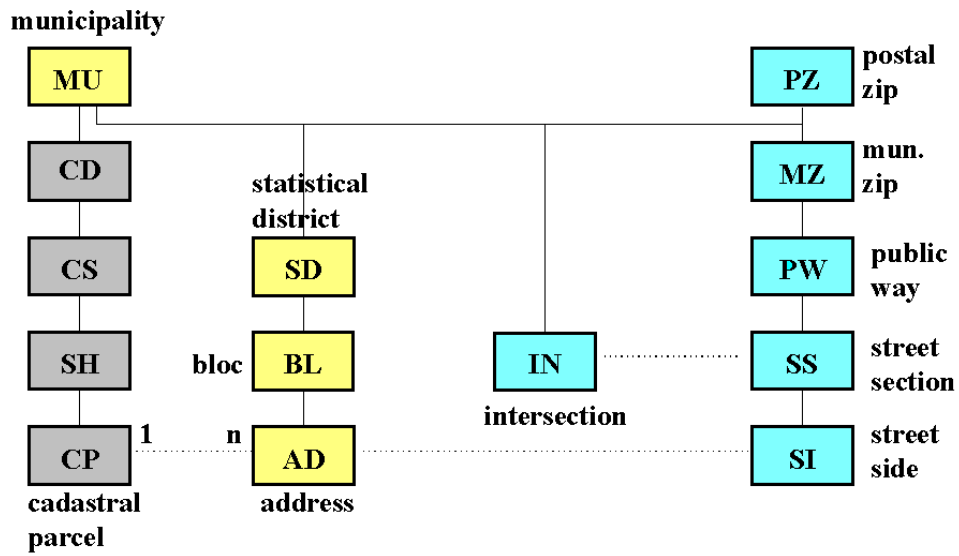 municipality
MU
PZ
postal
zip
CD
MZ
mun.
zip
statistical
district
CS
SD
PW
public
way
SH
bloc
BL
IN
SS
street
section
intersection
1
n
CP
AD
SI
street
side
cadastral
parcel
address